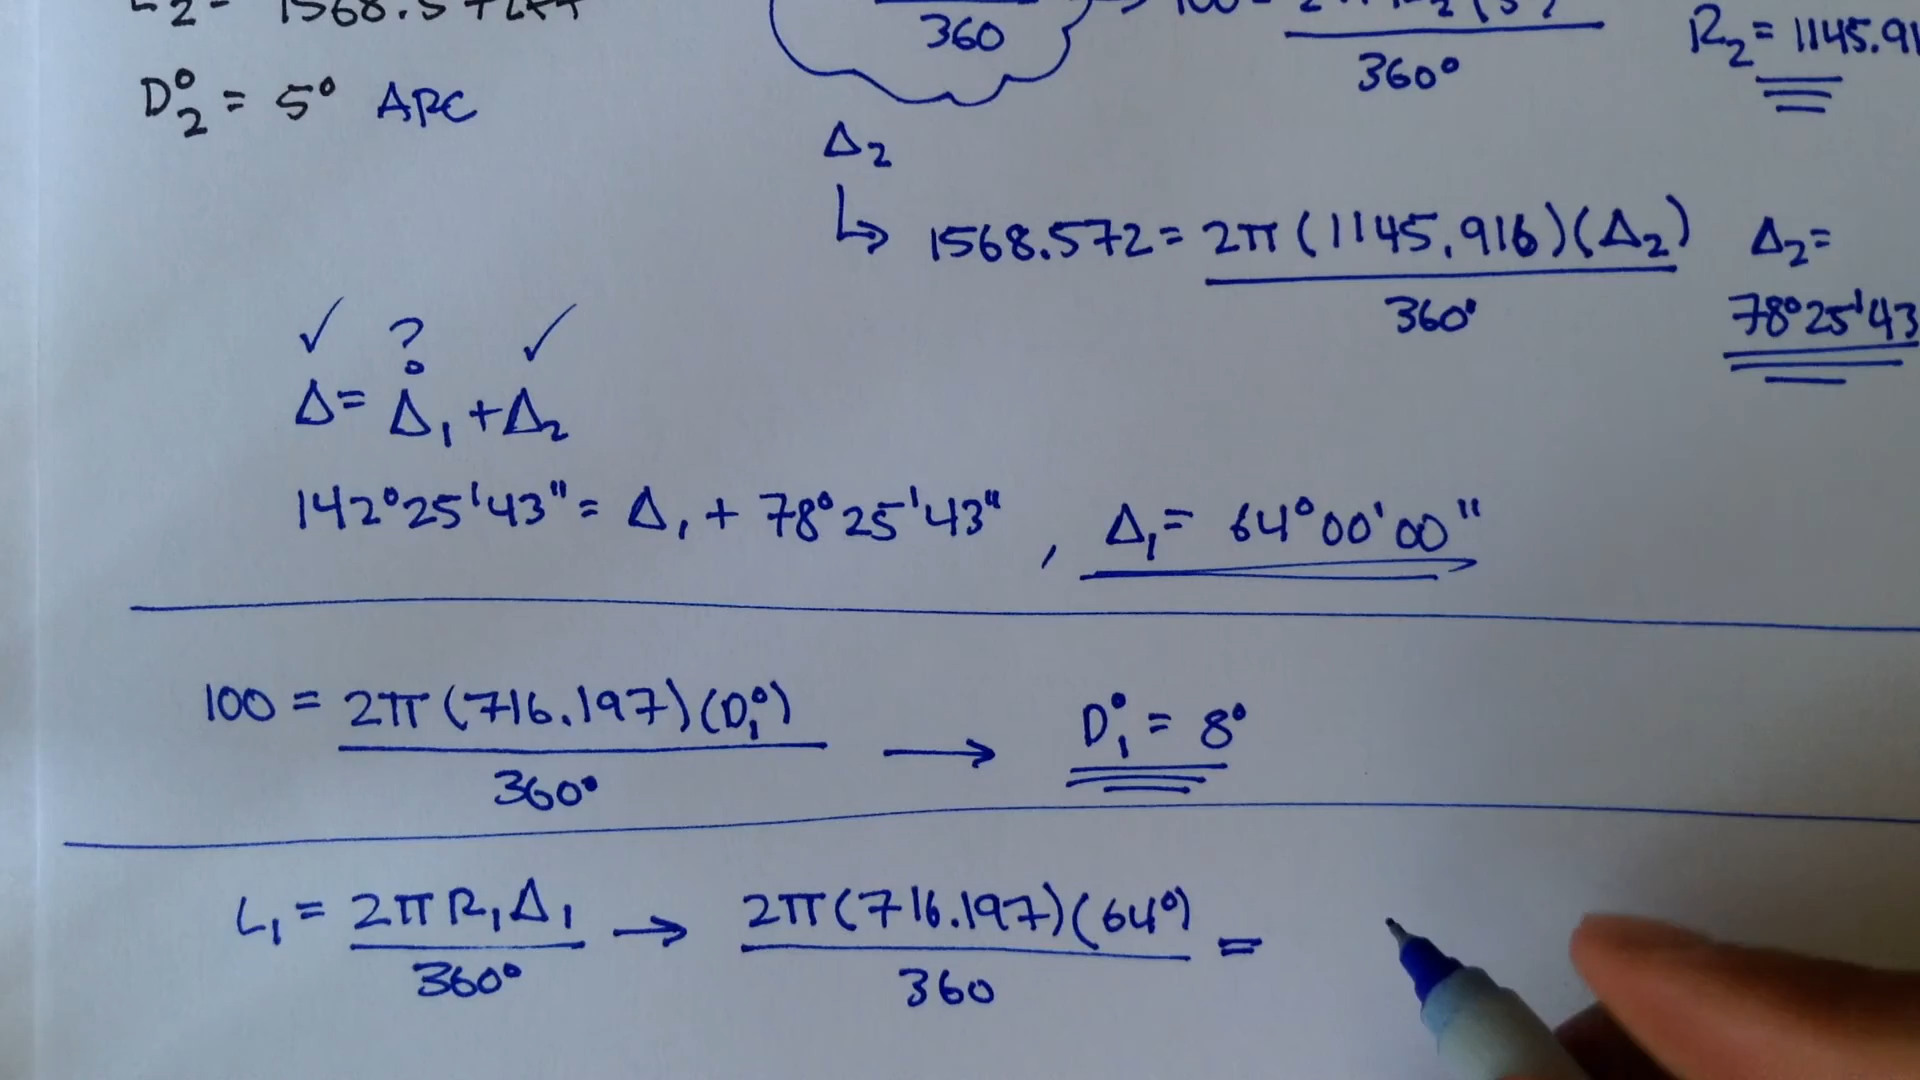 360
360°
R₂ = 1145.91
D°₂ = 5° ARC
Δ₂
↳ 1568.572 = 2π(1145.916)(Δ₂)
360°
Δ₂ =
78°25'43
✓ ? ✓
Δ = Δ₁ + Δ₂
142°25'43" = Δ₁ + 78°25'43" , Δ₁ = 64°00'00"
100 = 2π(716.197)(D°₁)
360°
→ D°₁ = 8°
L₁ = 2πR₁Δ₁
360°
→ 2π(716.197)(64°)
360
=